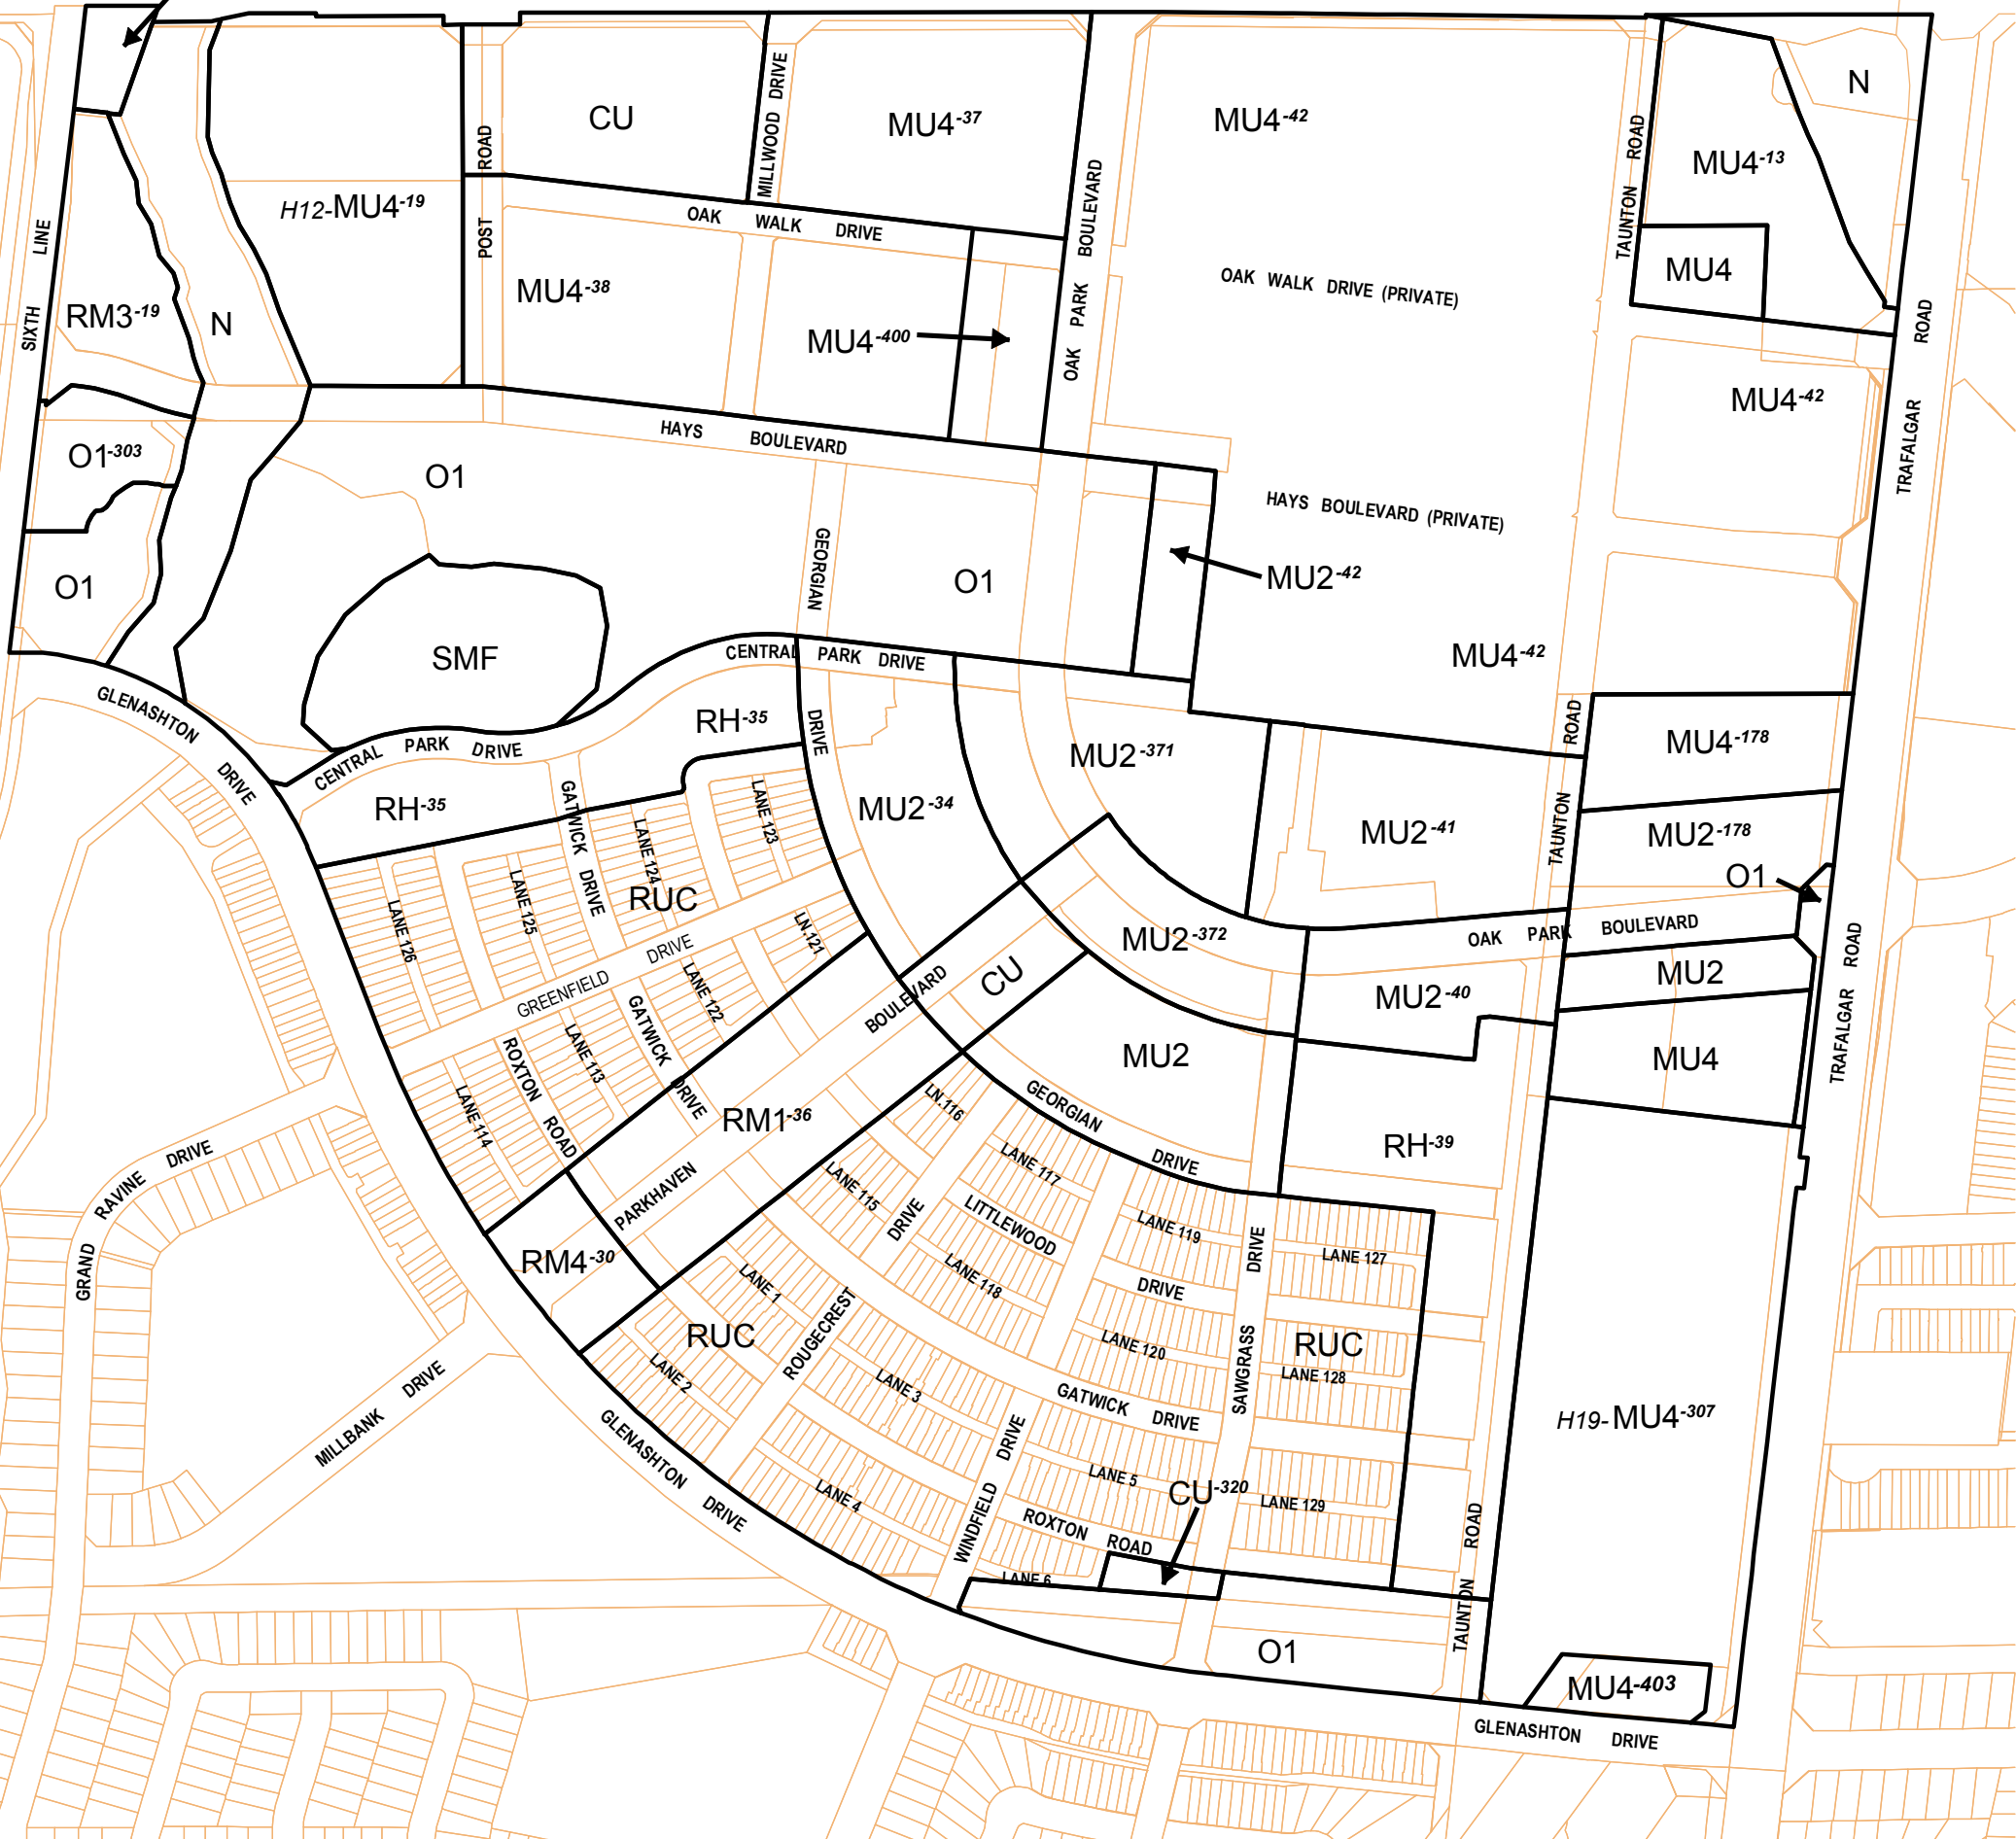 N
CU
MILLWOOD DRIVE
MU4-37
MU4-42
TAUNTON ROAD
MU4-13
POST ROAD
H12-MU4-19
OAK WALK DRIVE
OAK PARK BOULEVARD
SIXTH LINE
RM3-19
N
MU4-38
MU4-400
OAK WALK DRIVE (PRIVATE)
MU4
TRAFALGAR ROAD
MU4-42
HAYS BOULEVARD
O1-303
O1
HAYS BOULEVARD (PRIVATE)
GEORGIAN DRIVE
O1
MU2-42
O1
SMF
CENTRAL PARK DRIVE
MU4-42
GLENASHTON DRIVE
RH-35
CENTRAL PARK DRIVE
MU2-371
TAUNTON ROAD
MU4-178
RH-35
GATWICK DRIVE
LANE 124
LANE 123
MU2-34
MU2-41
MU2-178
O1
RUC
LANE 126
LANE 125
LN.121
GREENFIELD DRIVE
MU2-372
OAK PARK BOULEVARD
TRAFALGAR ROAD
LANE 122
GATWICK DRIVE
CU
MU2
MU2-40
PARKHAVEN BOULEVARD
ROXTON ROAD
LANE 113
LANE 114
MU2
MU4
RM1-36
LN.116
GEORGIAN DRIVE
RH-39
GRAND RAVINE DRIVE
LANE 117
LANE 115
DRIVE
LITTLEWOOD DRIVE
LANE 119
LANE 127
RM4-30
LANE 118
LANE 1
RUC
ROUGECREST
LANE 120
SAWGRASS DRIVE
RUC
LANE 128
LANE 2
LANE 3
MILLBANK DRIVE
GATWICK DRIVE
H19-MU4-307
GLENASHTON DRIVE
WINDFIELD DRIVE
LANE 5
CU-320
LANE 129
LANE 4
ROXTON ROAD
LANE 6
TAUNTON ROAD
O1
MU4-403
GLENASHTON DRIVE